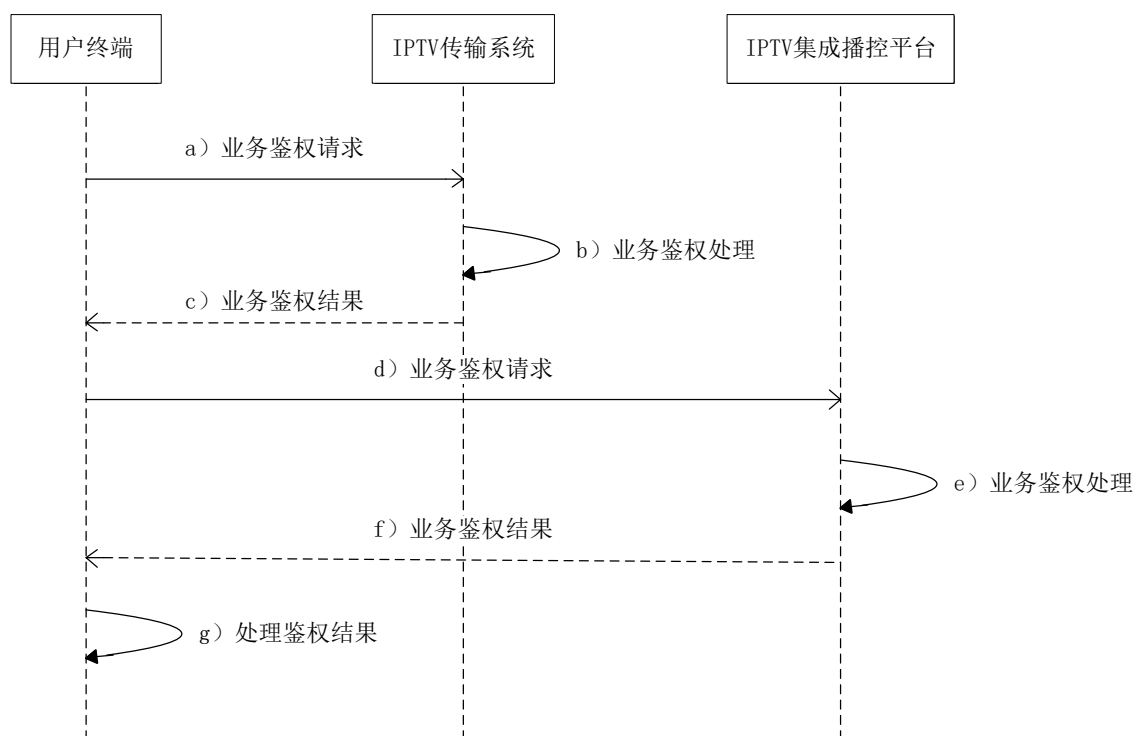 用户终端
IPTV传输系统
IPTV集成播控平台
a）业务鉴权请求
b）业务鉴权处理
c）业务鉴权结果
d）业务鉴权请求
e）业务鉴权处理
f）业务鉴权结果
g）处理鉴权结果